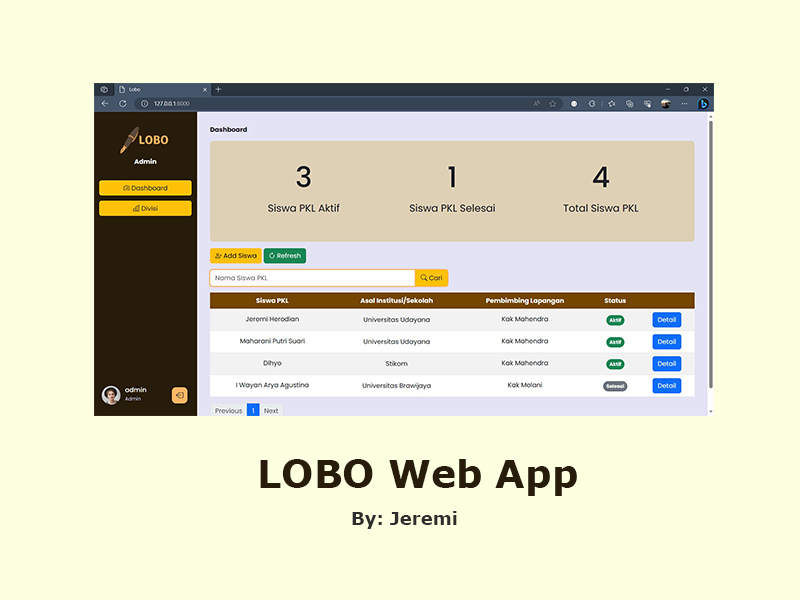 Lobo
127.0.0.1:8000
LOBO
Admin
Dashboard
Divisi
admin
Admin
Dashboard
3 1 4
Siswa PKL Aktif Siswa PKL Selesai Total Siswa PKL
Add Siswa Refresh
Nama Siswa PKL Cari
Siswa PKL Asal Institusi/Sekolah Pembimbing Lapangan Status
Jeremi Herodian Universitas Udayana Kak Mahendra Aktif Detail
Maharani Putri Suari Universitas Udayana Kak Mahendra Aktif Detail
Dihyo Stikom Kak Mahendra Aktif Detail
I Wayan Arya Agustina Universitas Brawijaya Kak Melani Selesai Detail
Previous 1 Next
LOBO Web App
By: Jeremi